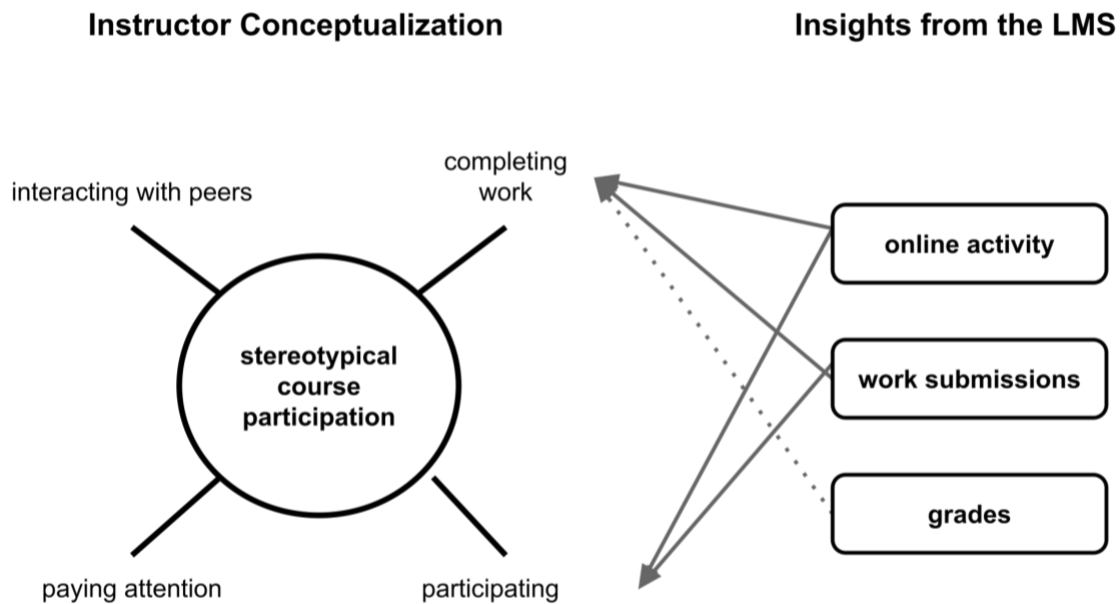 Instructor Conceptualization
Insights from the LMS
interacting with peers
completing
work
stereotypical
course
participation
paying attention
participating
online activity
work submissions
grades